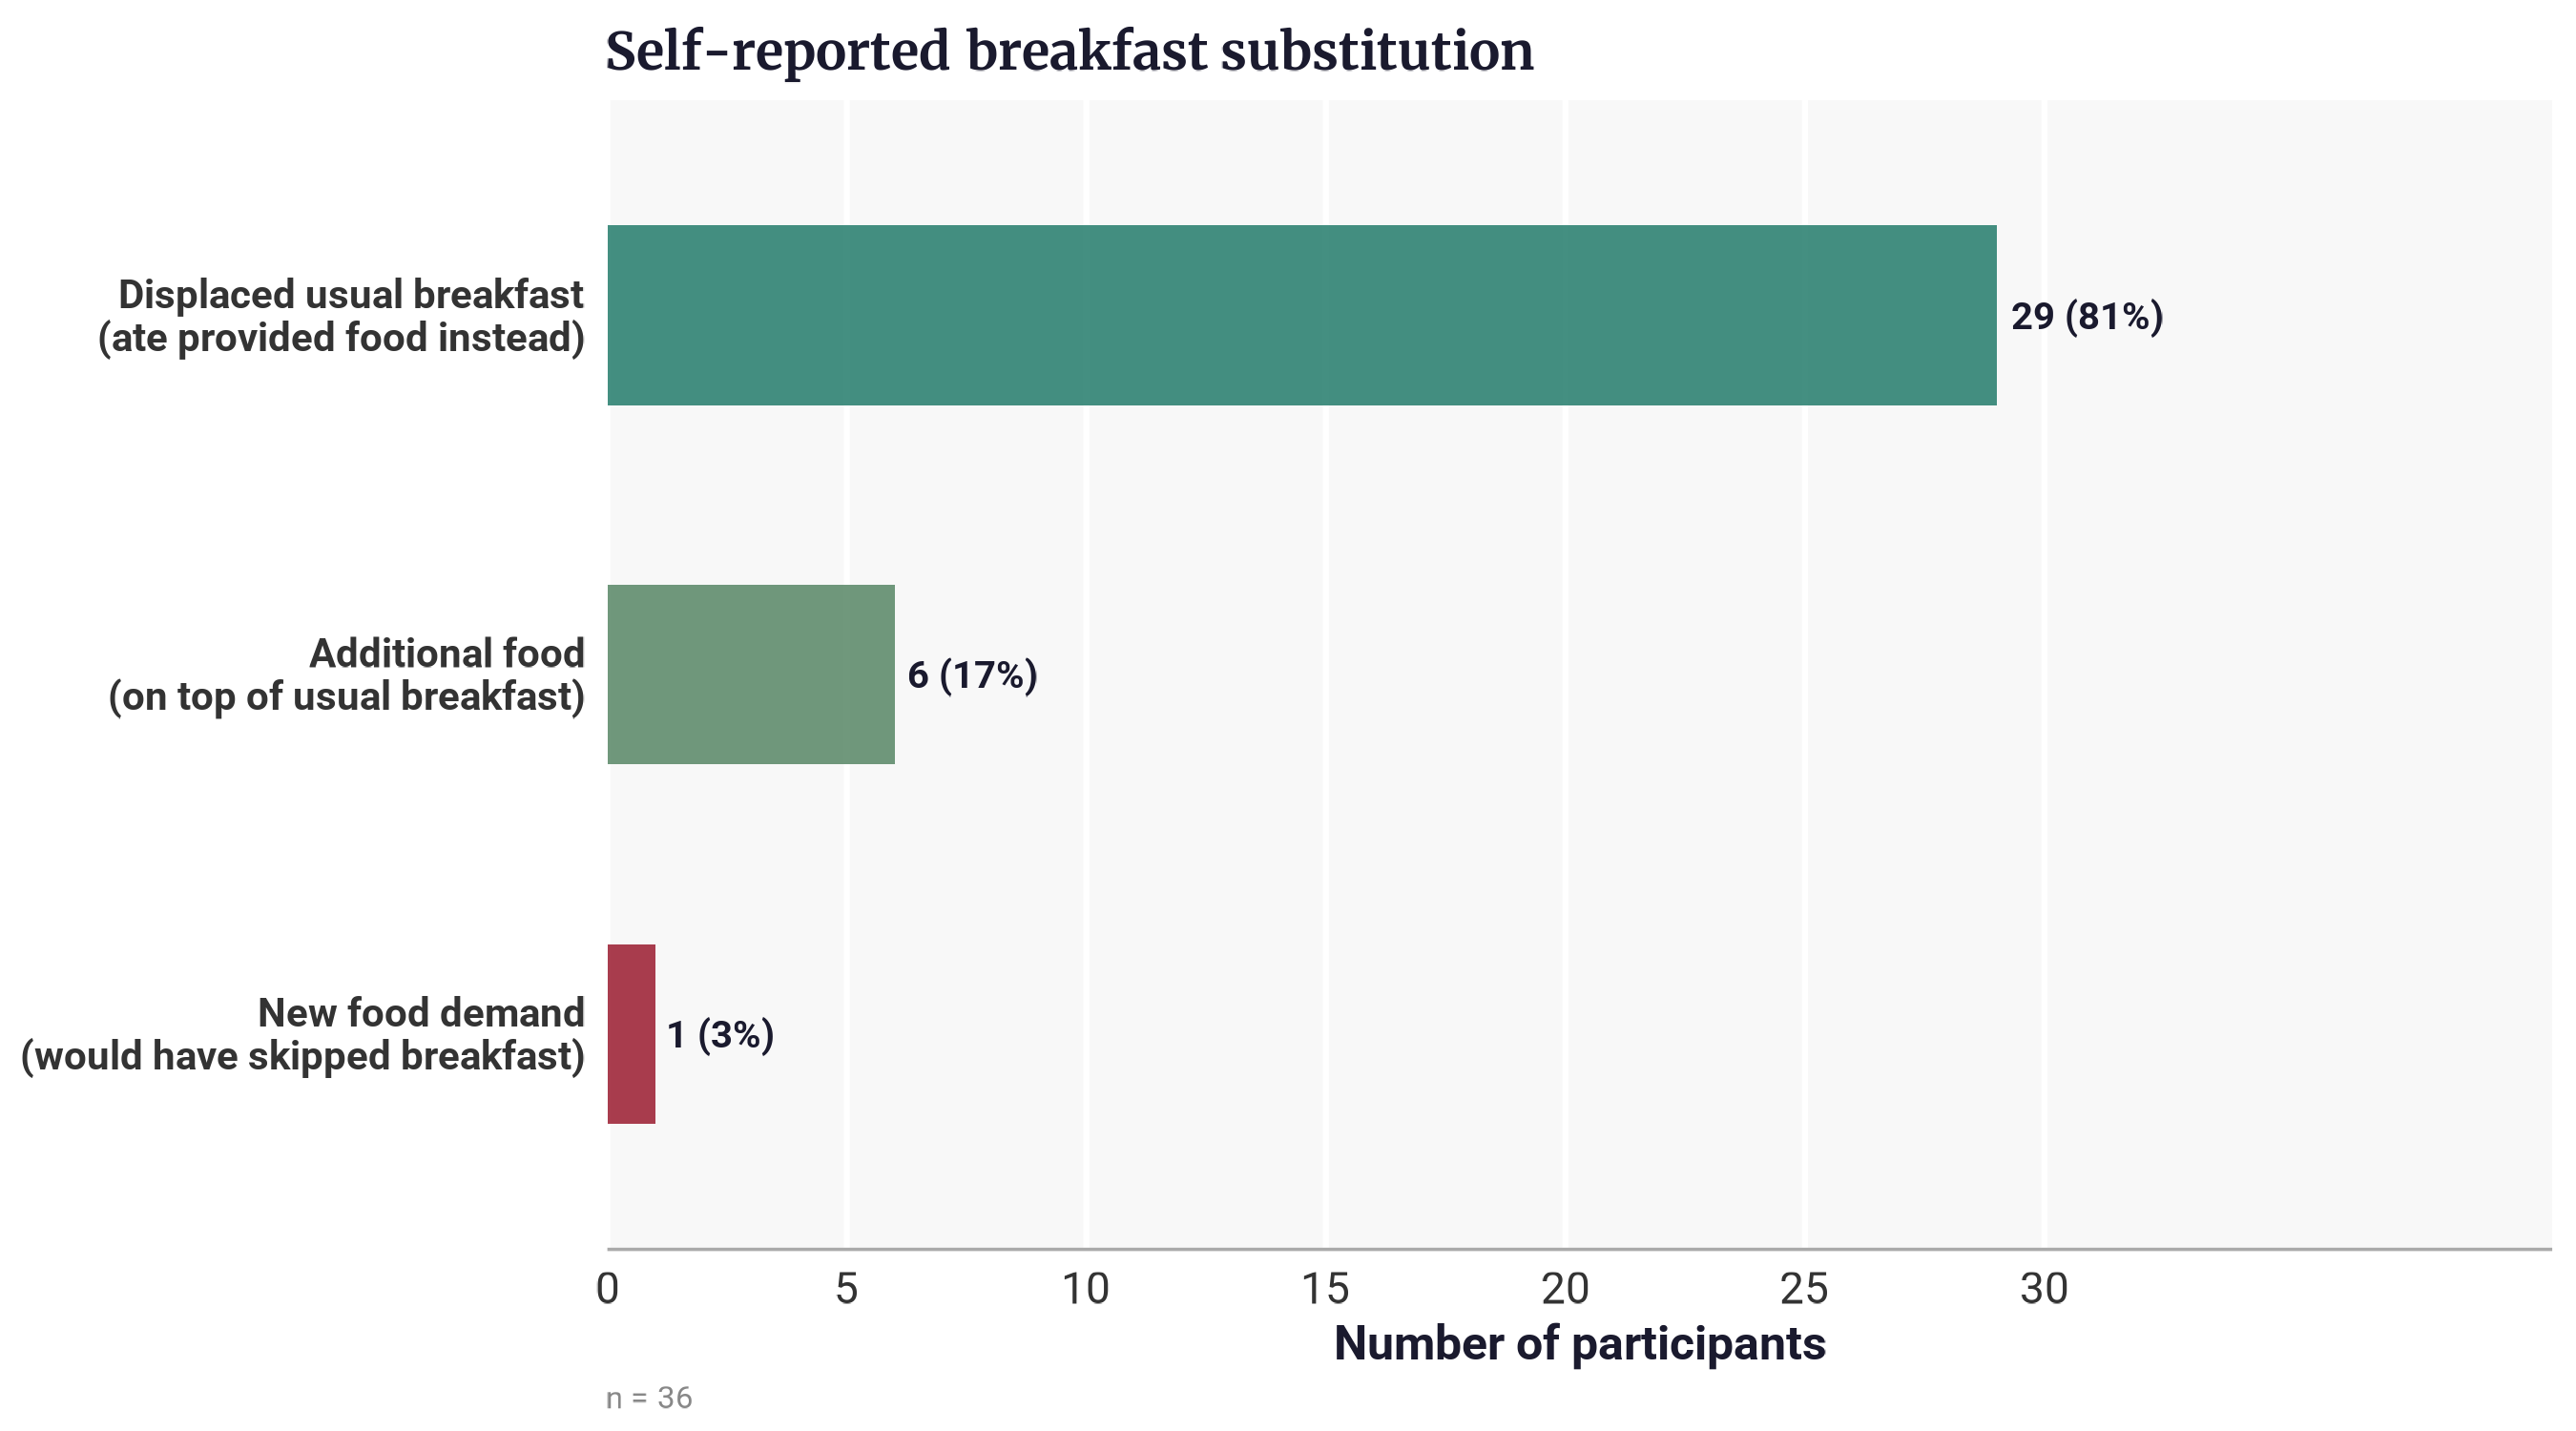 Self-reported breakfast substitution
Displaced usual breakfast
(ate provided food instead)
29 (81%)
Additional food
(on top of usual breakfast)
6 (17%)
New food demand
(would have skipped breakfast)
1 (3%)
0 5 10 15 20 25 30
Number of participants
n = 36